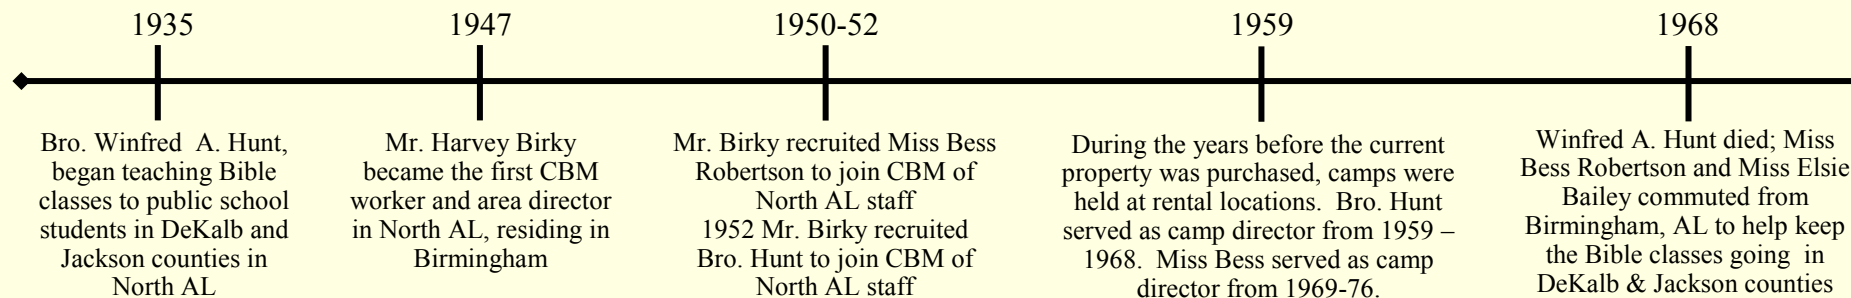 1935
Bro. Winfred A. Hunt,
began teaching Bible
classes to public school
students in DeKalb and
Jackson counties in
North AL
1947
Mr. Harvey Birky
became the first CBM
worker and area director
in North AL, residing in
Birmingham
1950-52
Mr. Birky recruited Miss Bess
Robertson to join CBM of
North AL staff
1952 Mr. Birky recruited
Bro. Hunt to join CBM of
North AL staff
1959
During the years before the current
property was purchased, camps were
held at rental locations. Bro. Hunt
served as camp director from 1959 –
1968. Miss Bess served as camp
director from 1969-76.
1968
Winfred A. Hunt died; Miss
Bess Robertson and Miss Elsie
Bailey commuted from
Birmingham, AL to help keep
the Bible classes going in
DeKalb & Jackson counties